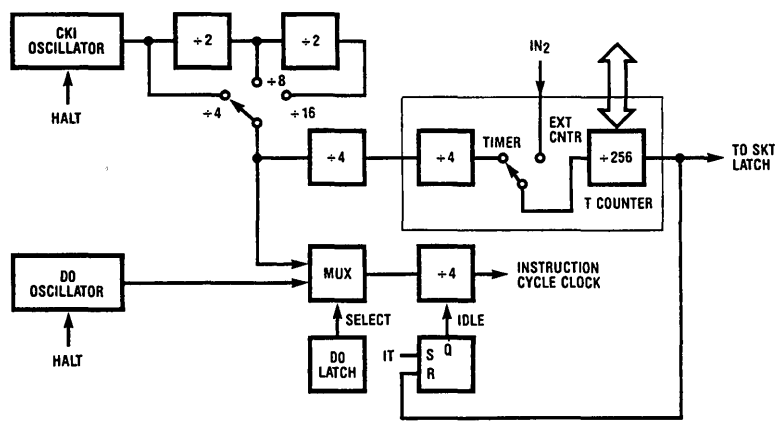 CKI
OSCILLATOR
÷2
÷2
HALT
÷4
÷8
÷16
IN2
÷4
÷4
TIMER
EXT
CNTR
÷256
T COUNTER
TO SKT
LATCH
DO
OSCILLATOR
HALT
MUX
÷4
INSTRUCTION
CYCLE CLOCK
SELECT
IDLE
DO
LATCH
IT
S
Q
R